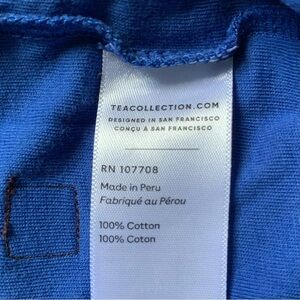 TEACOLLECTION.COM
DESIGNED IN SAN FRANCISCO
CONÇU À SAN FRANCISCO
RN 107708
Made in Peru
Fabriqué au Pérou
100% Cotton
100% Coton